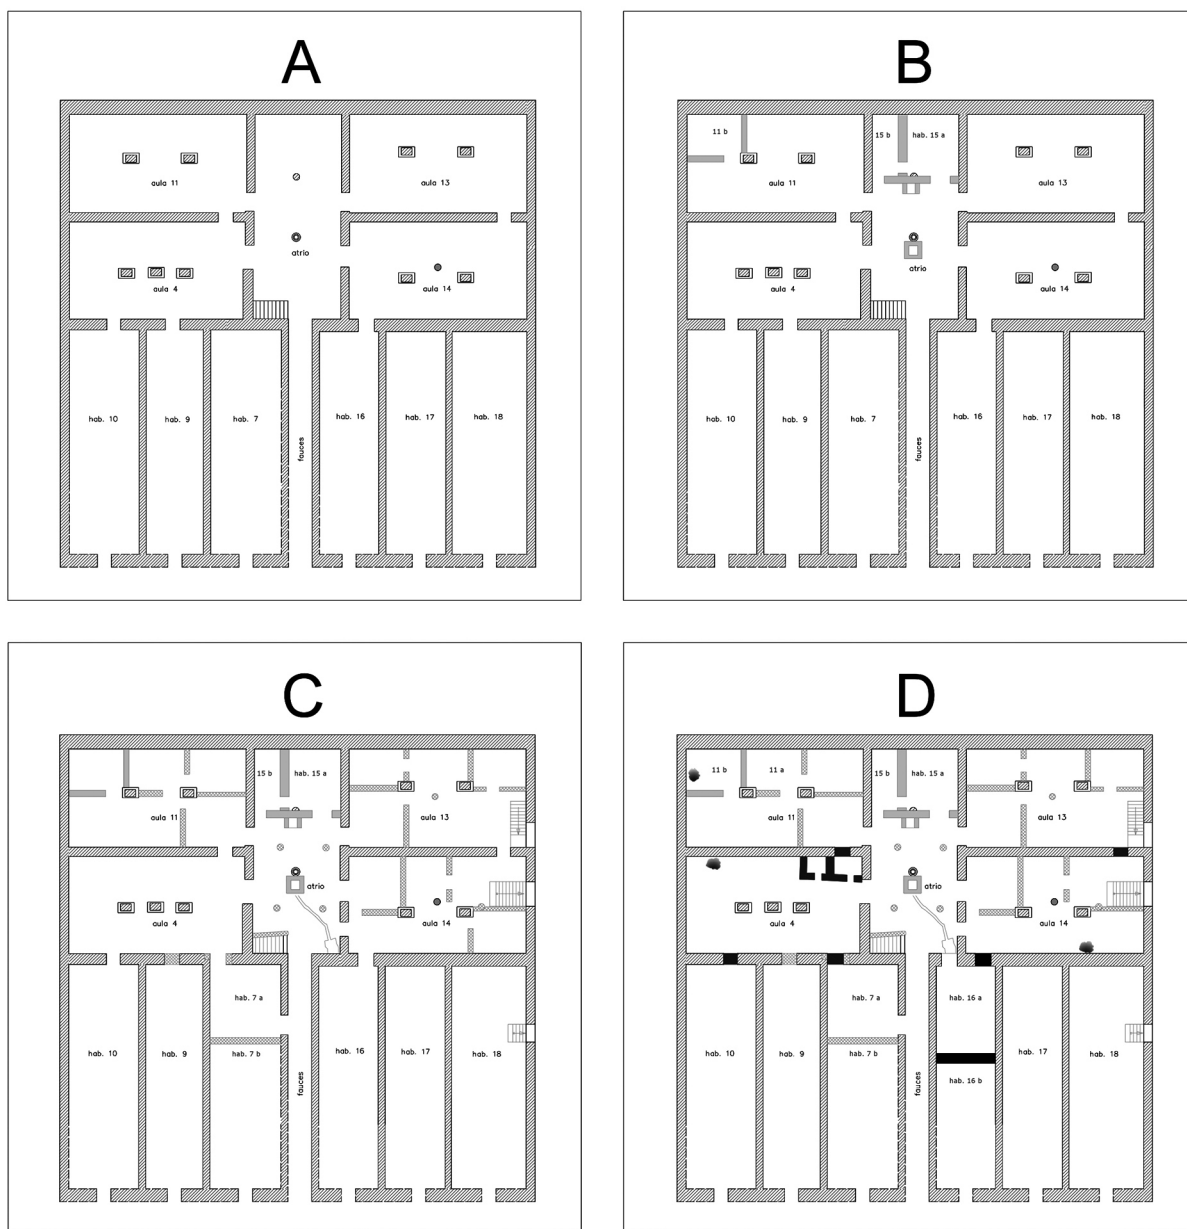 A
aula 11
aula 13
atrio
aula 4
aula 14
hab. 10
hab. 9
hab. 7
fauces
hab. 16
hab. 17
hab. 18
B
11 b
15 b
hab. 15 a
aula 11
aula 13
atrio
aula 4
aula 14
hab. 10
hab. 9
hab. 7
fauces
hab. 16
hab. 17
hab. 18
C
15 b
hab. 15 a
aula 11
aula 13
atrio
aula 4
aula 14
hab. 7 a
hab. 10
hab. 9
hab. 7 b
fauces
hab. 16
hab. 17
hab. 18
D
11 b
11 a
15 b
hab. 15 a
aula 11
aula 13
atrio
aula 4
aula 14
hab. 7 a
hab. 16 a
hab. 10
hab. 9
hab. 7 b
fauces
hab. 16 b
hab. 17
hab. 18